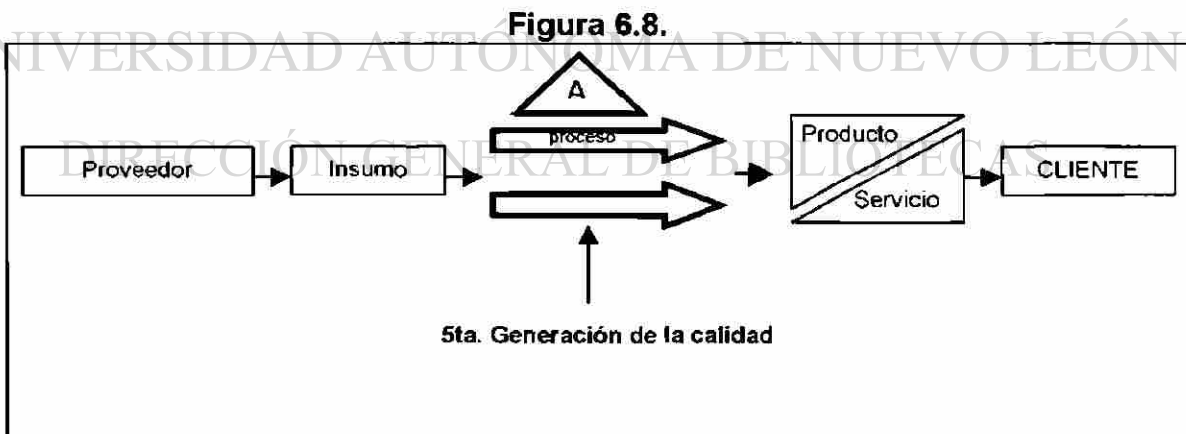 Figura 6.8.
NIVERSIDAD AUTÓNOMA DE NUEVO LEÓN
A
proceso
Producto
DIRECCIÓN GENERAL DE BIBLIOTECAS
Proveedor
Insumo
CLIENTE
Servicio
5ta. Generación de la calidad